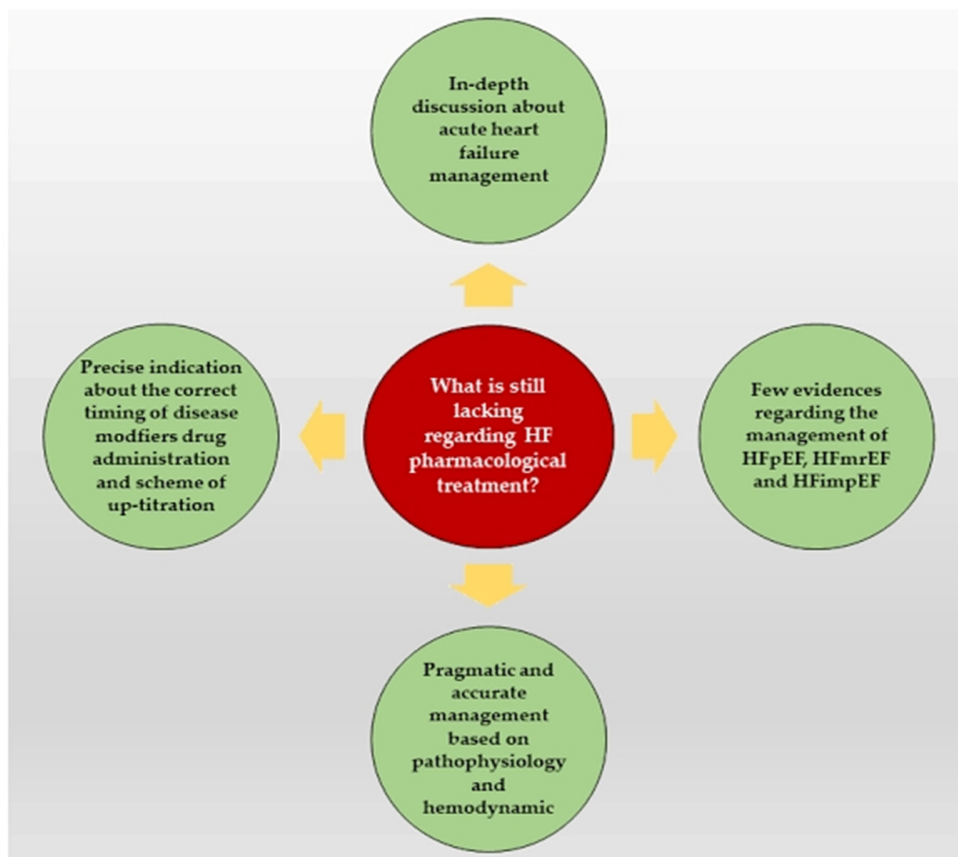 In-depth
discussion about
acute heart
failure
management
Precise indication
about the correct
timing of disease
modfiers drug
administration
and scheme of
up-titration
What is still
lacking
regarding HF
pharmacological
treatment?
Few evidences
regarding the
management of
HFpEF, HFmrEF
and HFimpEF
Pragmatic and
accurate
management
based on
pathophysiology
and
hemodynamic